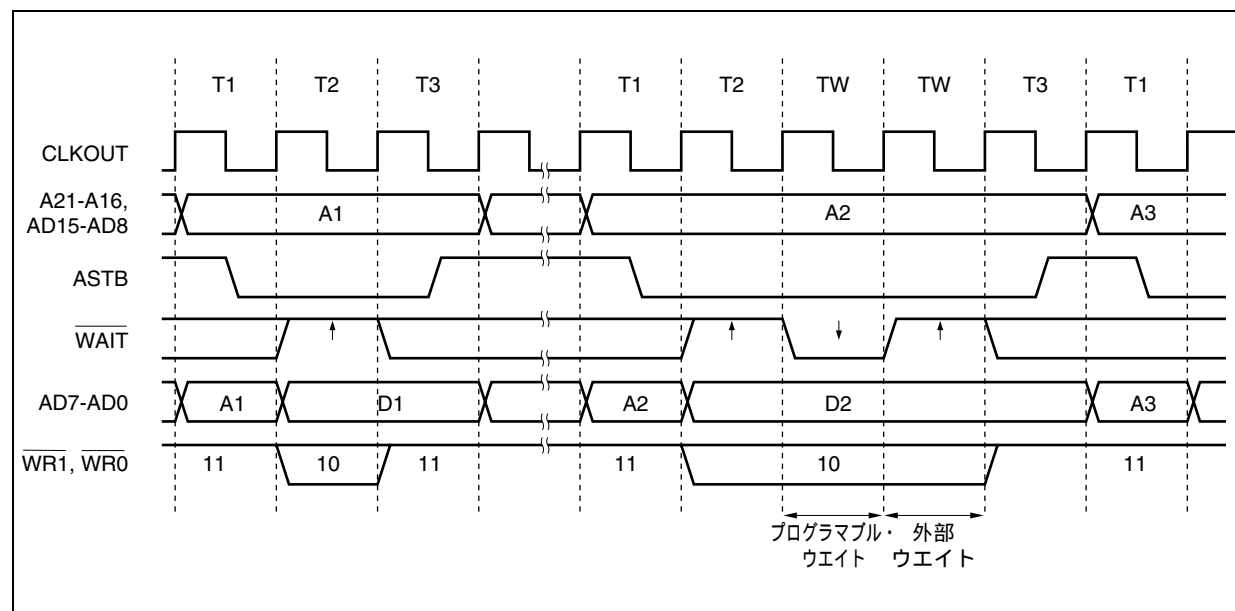 T1 T2 T3 T1 T2 TW TW T3 T1
CLKOUT
A21-A16,
AD15-AD8
A1 A2 A3
ASTB
WAIT
AD7-AD0
A1 D1 A2 D2 A3
WR1, WR0
11 10 11 11 10 11
プログラマブル・
ウエイト
外部
ウエイト